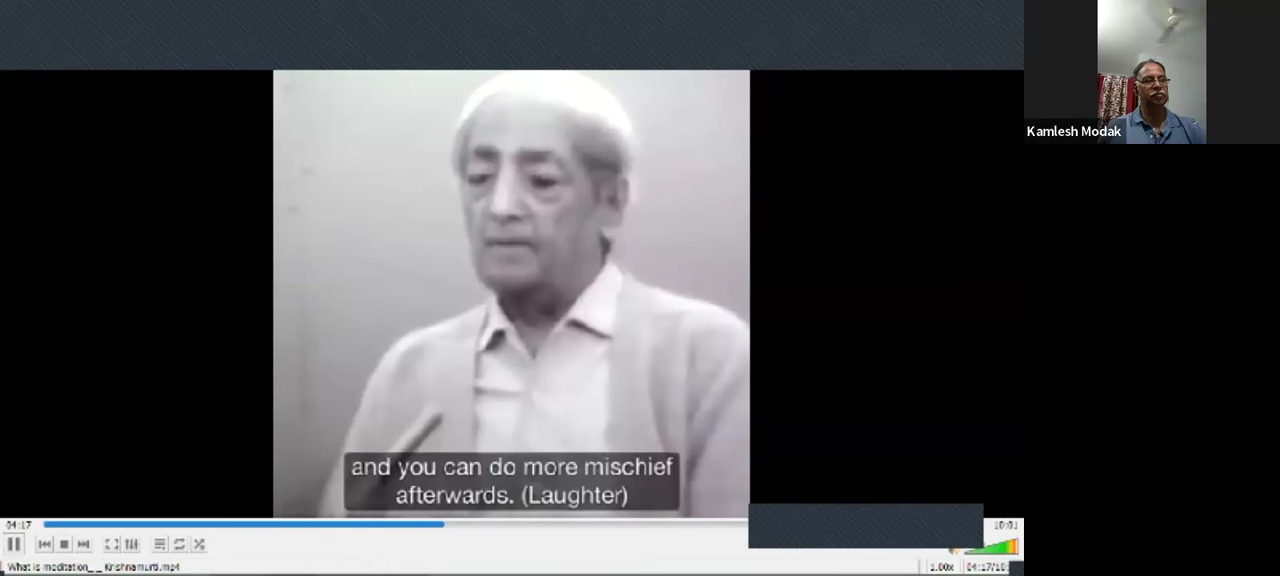 Kamlesh Modak
and you can do more mischief
afterwards. (Laughter)
04:17
10:01
What is meditation_ _ Krishnamurti.mp4
1.00x
04:17/10: